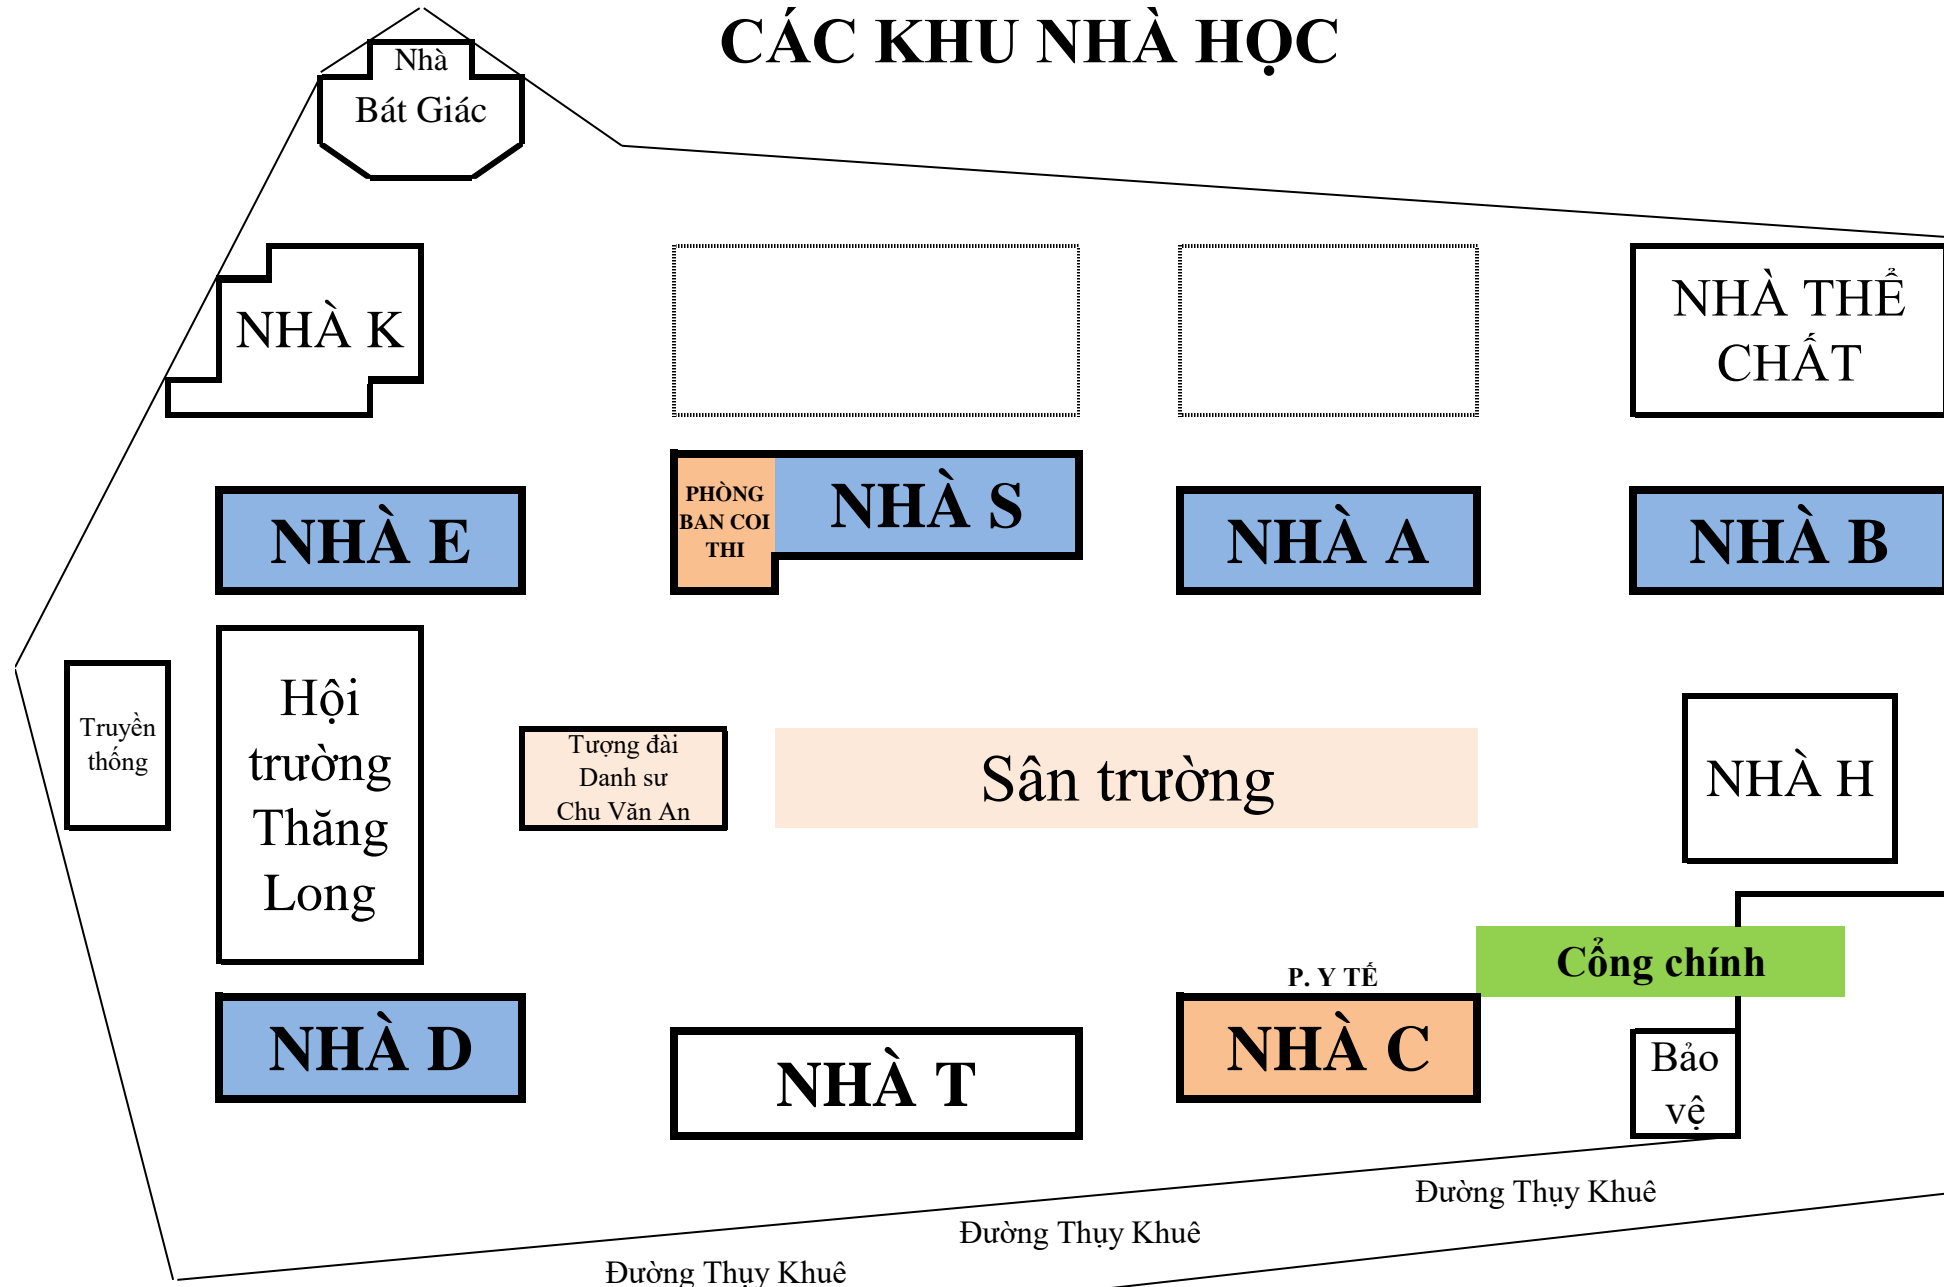 CÁC KHU NHÀ HỌC
Nhà
Bát Giác
NHÀ K
NHÀ THỂ
CHẤT
NHÀ E
PHÒNG
BAN COI
THI
NHÀ S
NHÀ A
NHÀ B
Truyền
thống
Hội
trường
Thăng
Long
Tượng đài
Danh sư
Chu Văn An
Sân trường
NHÀ H
Cổng chính
P. Y TẾ
NHÀ D
NHÀ T
NHÀ C
Bảo
vệ
Đường Thụy Khuê
Đường Thụy Khuê
Đường Thụy Khuê